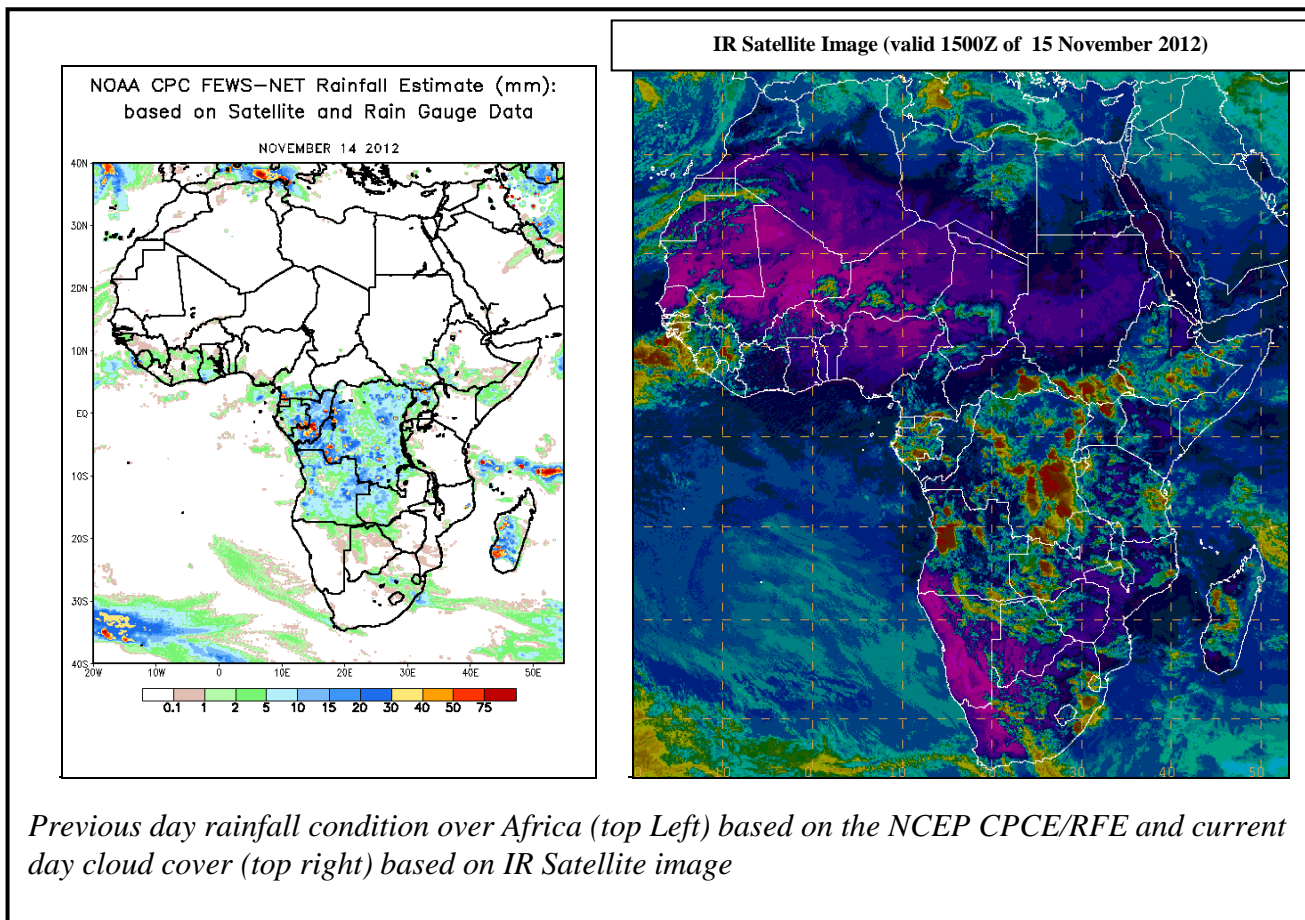 IR Satellite Image (valid 1500Z of 15 November 2012)
NOAA CPC FEWS-NET Rainfall Estimate (mm):
based on Satellite and Rain Gauge Data
NOVEMBER 14 2012
40N
30N
20N
10N
EQ
10S
20S
30S
40S
20W 10W 0 10E 20E 30E 40E 50E
0.1 1 2 5 10 15 20 30 40 50 75
10 0 10 20 30 40 50
Previous day rainfall condition over Africa (top Left) based on the NCEP CPCE/RFE and current
day cloud cover (top right) based on IR Satellite image